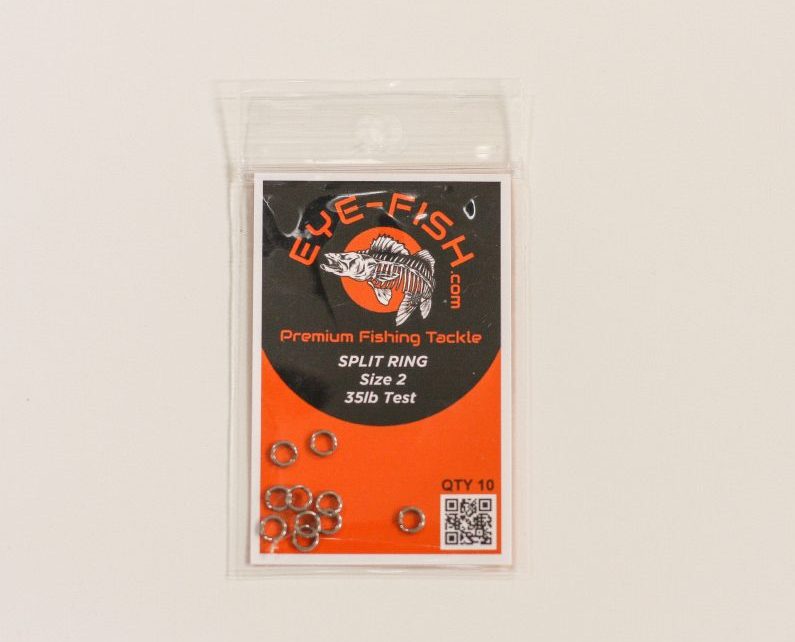 EYE-FISH
.com
Premium Fishing Tackle
SPLIT RING
Size 2
35lb Test
QTY 10